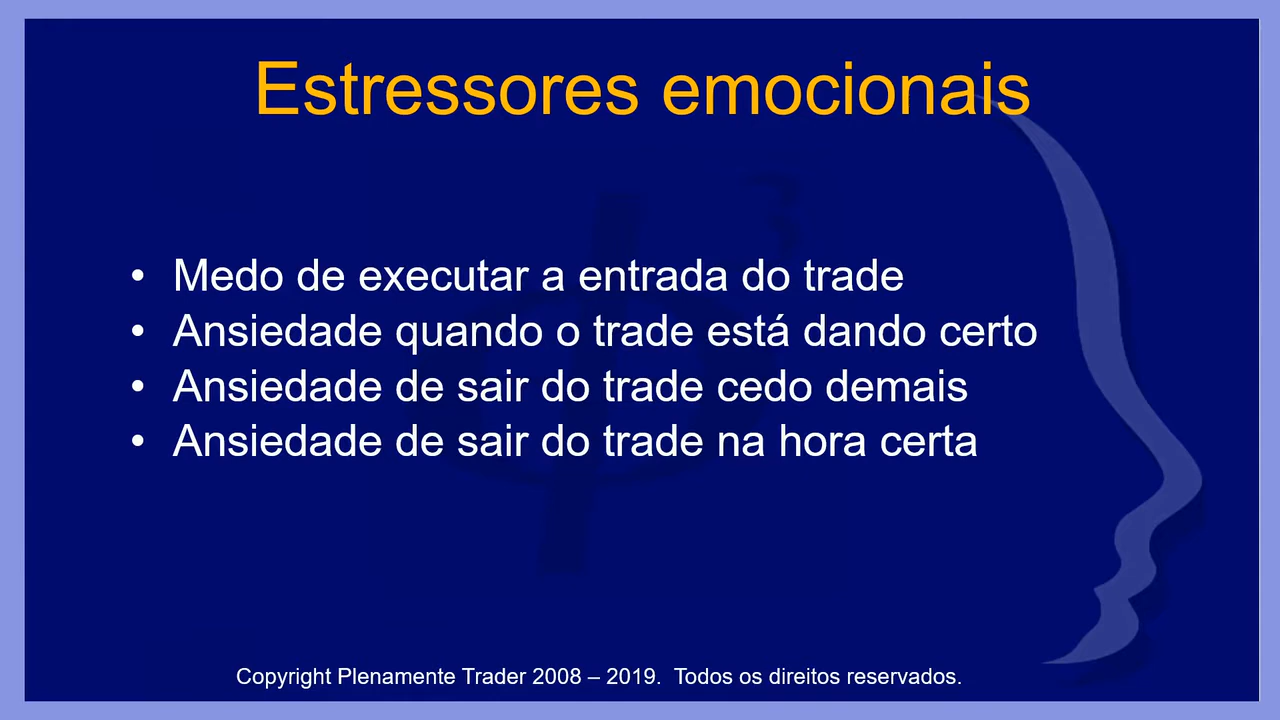 Estressores emocionais
• Medo de executar a entrada do trade
• Ansiedade quando o trade está dando certo
• Ansiedade de sair do trade cedo demais
• Ansiedade de sair do trade na hora certa
Copyright Plenamente Trader 2008 – 2019. Todos os direitos reservados.